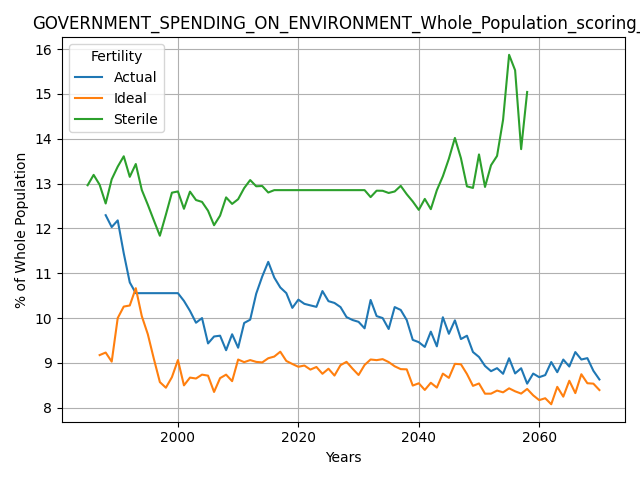 GOVERNMENT_SPENDING_ON_ENVIRONMENT_Whole_Population_scoring_
Fertility
Actual
Ideal
Sterile
% of Whole Population
16
15
14
13
12
11
10
9
8
2000 2020 2040 2060
Years